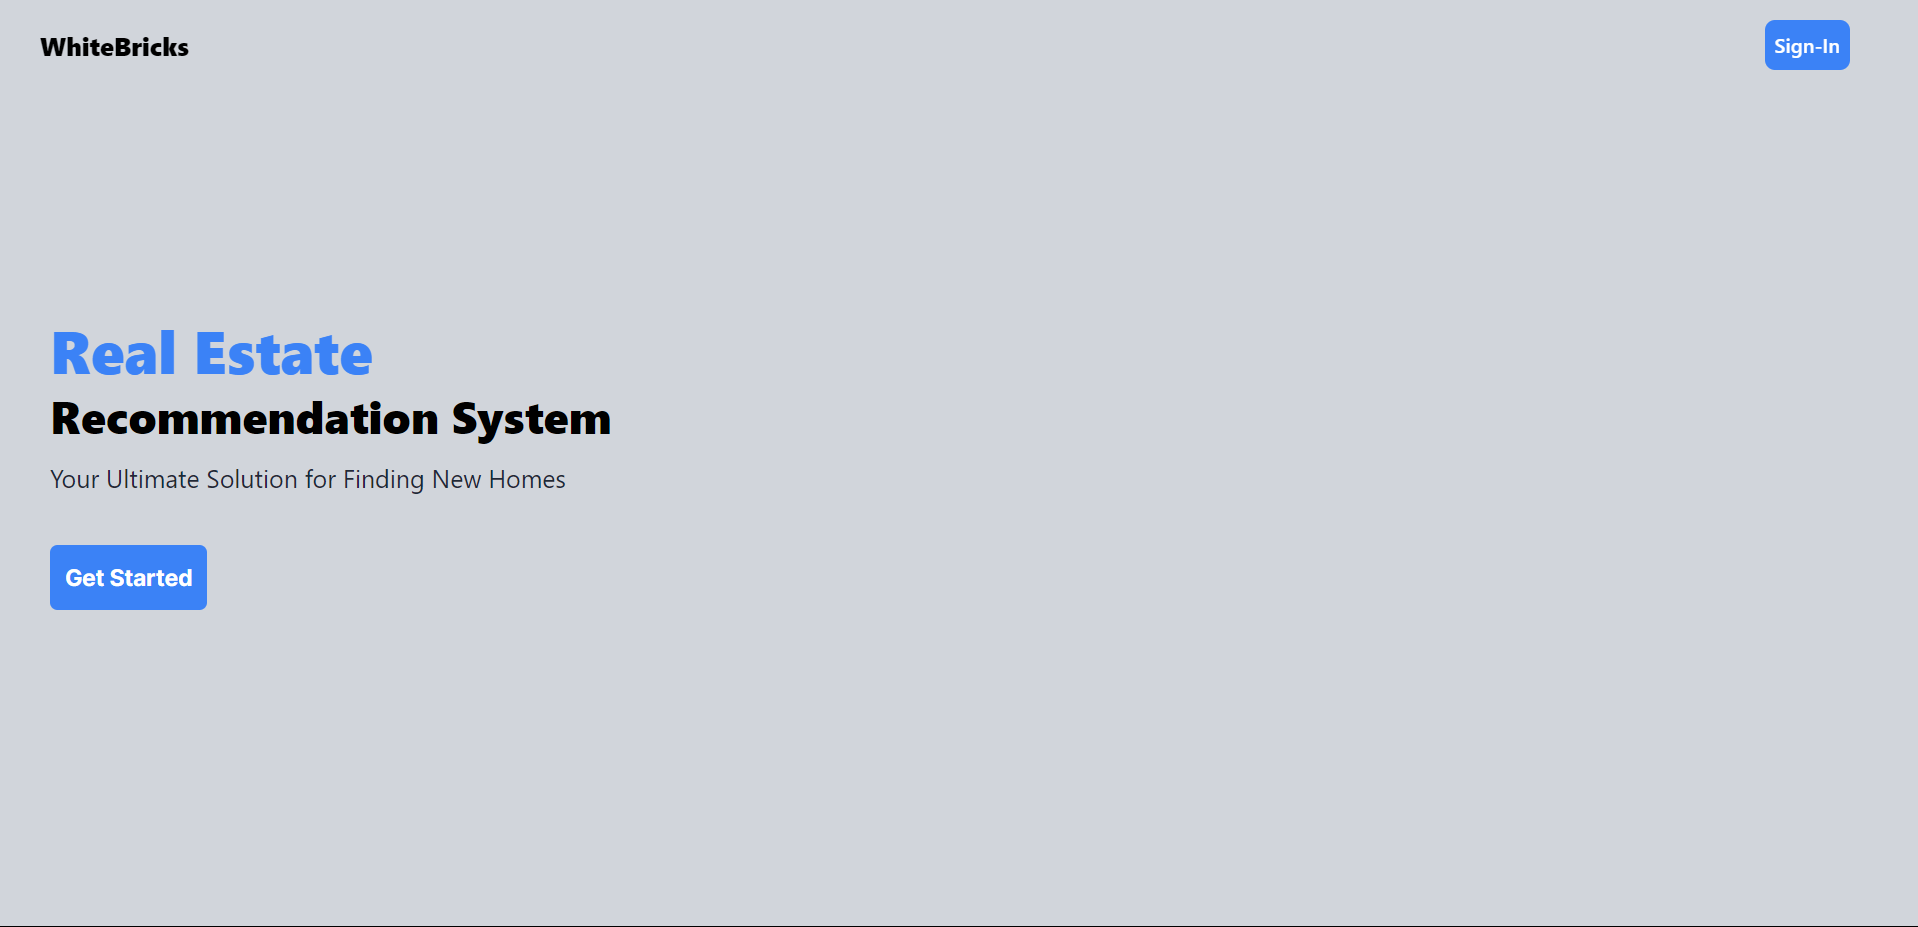 WhiteBricks
Sign-In
Real Estate
Recommendation System
Your Ultimate Solution for Finding New Homes
Get Started